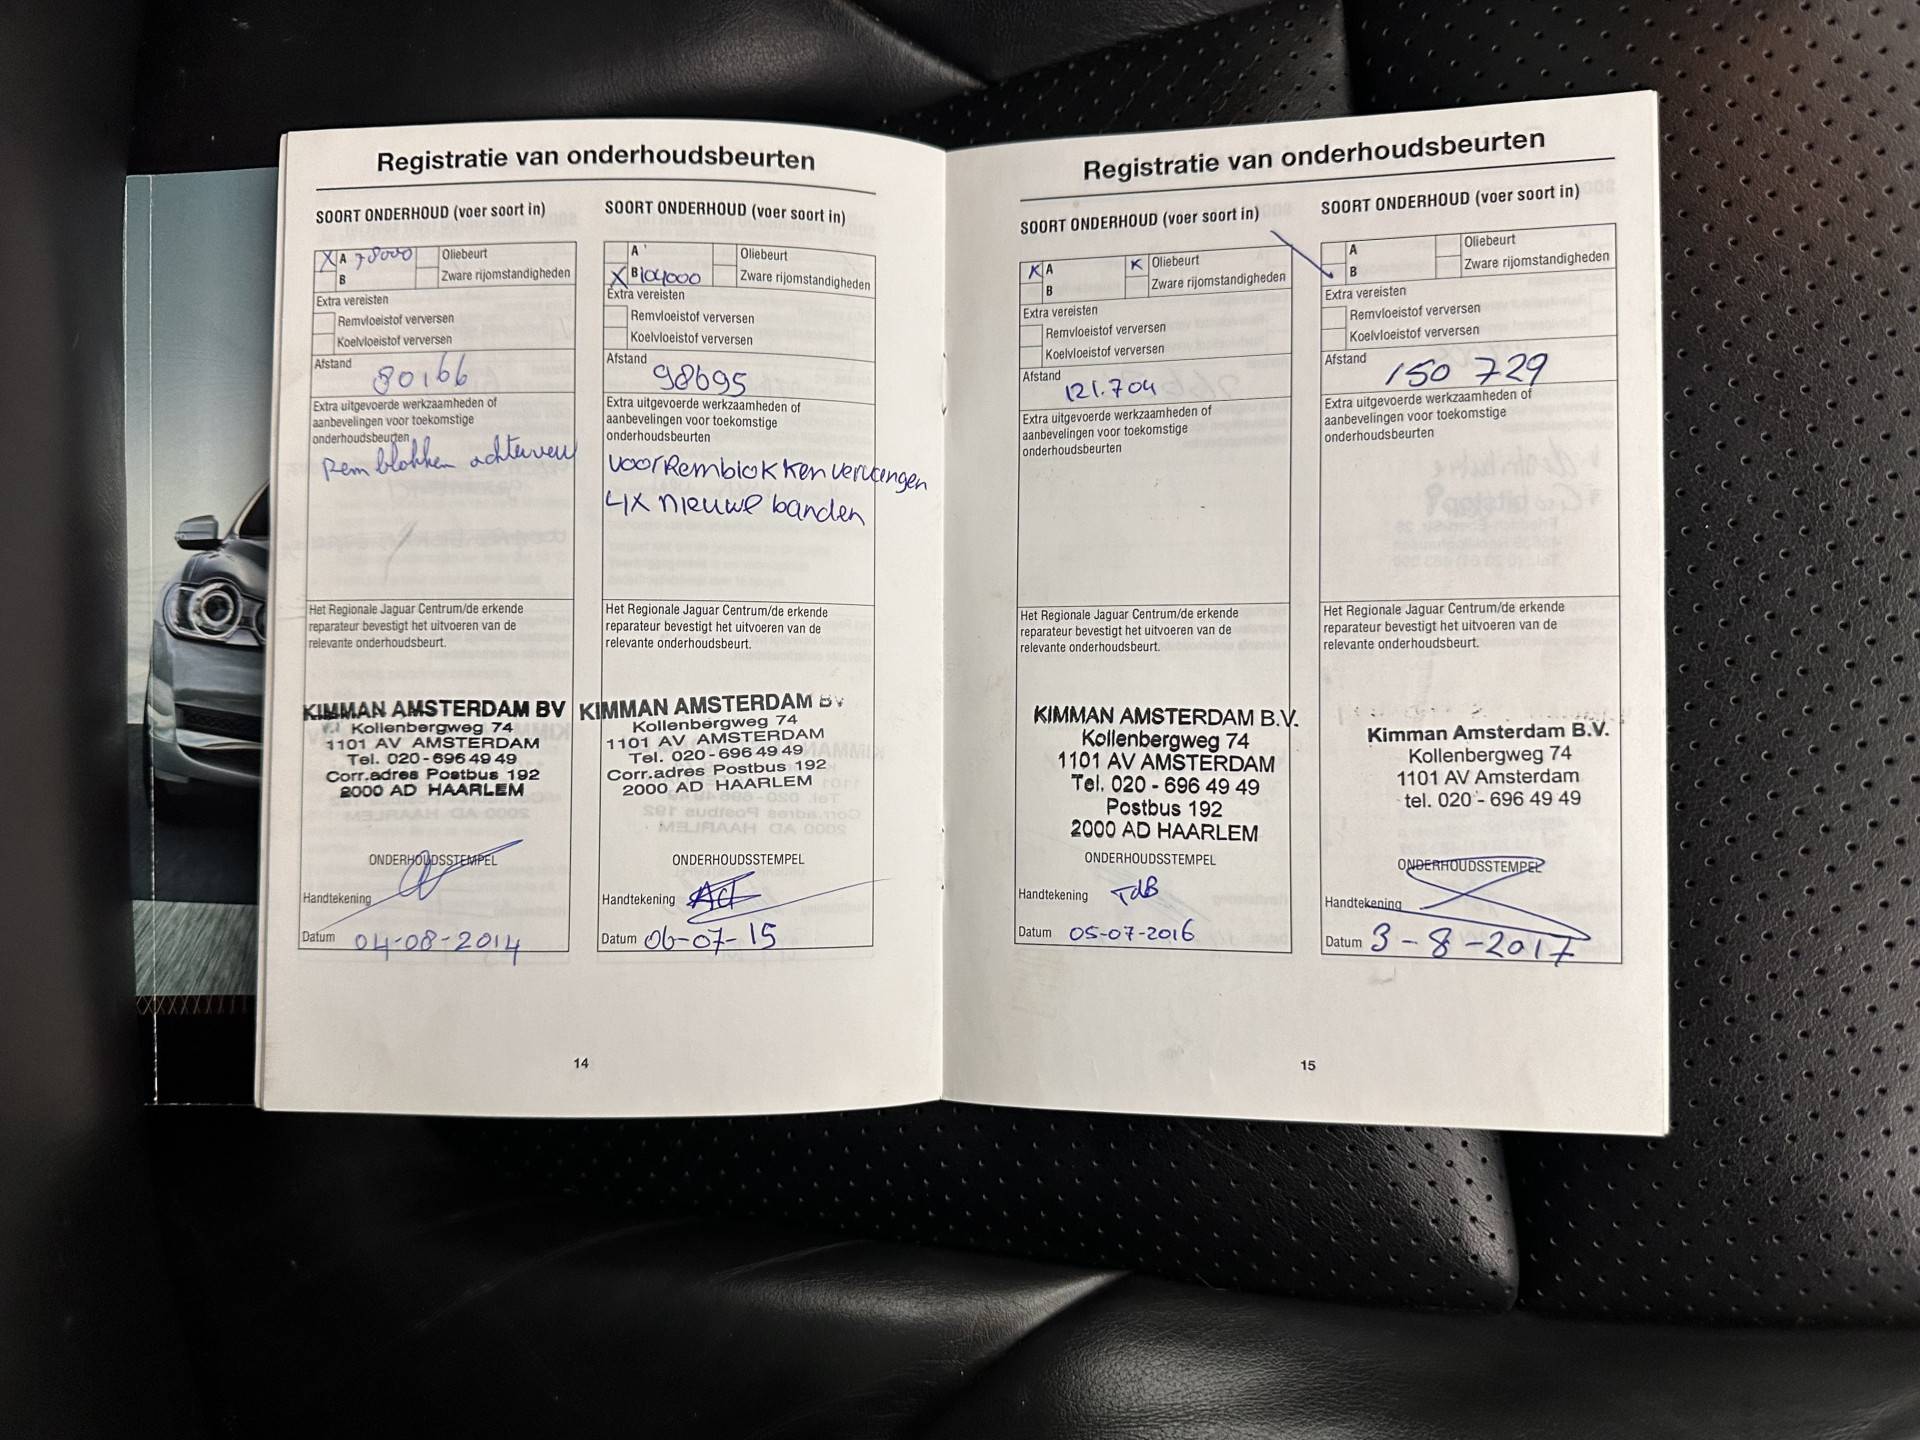 Registratie van onderhoudsbeurten
SOORT ONDERHOUD (voer soort in)
X A 78000 Oliebeurt
B Zware rijomstandigheden
Extra vereisten
Remvloeistof verversen
Koelvloeistof verversen
Afstand
80166
Extra uitgevoerde werkzaamheden of
aanbevelingen voor toekomstige
onderhoudsbeurten
Remblokken
Het Regionale Jaguar Centrum/de erkende
reparateur bevestigt het uitvoeren van de
relevante onderhoudsbeurt.
KIMMAN AMSTERDAM BV
Kollenbergweg 74
1101 AV AMSTERDAM
Tel. 020-696 49 49
Corr.adres Postbus 192
2000 AD HAARLEM
ONDERHOUDSSTEMPEL
Handtekening
Datum 04-08-2014
SOORT ONDERHOUD (voer soort in)
A Oliebeurt
X B 104000 Zware rijomstandigheden
Extra vereisten
Remvloeistof verversen
Koelvloeistof verversen
Afstand
98695
Extra uitgevoerde werkzaamheden of
aanbevelingen voor toekomstige
onderhoudsbeurten
voorRemblokken vervangen
4x nieuwe banden
Het Regionale Jaguar Centrum/de erkende
reparateur bevestigt het uitvoeren van de
relevante onderhoudsbeurt.
KIMMAN AMSTERDAM BV
Kollenbergweg 74
1101 AV AMSTERDAM
Tel. 020-696 49 49
Corr.adres Postbus 192
2000 AD HAARLEM
ONDERHOUDSSTEMPEL
Handtekening
Datum 06-07-15
14
Registratie van onderhoudsbeurten
SOORT ONDERHOUD (voer soort in)
A Oliebeurt
B Zware rijomstandigheden
Extra vereisten
Remvloeistof verversen
Koelvloeistof verversen
Afstand
121.704
Extra uitgevoerde werkzaamheden of
aanbevelingen voor toekomstige
onderhoudsbeurten
Het Regionale Jaguar Centrum/de erkende
reparateur bevestigt het uitvoeren van de
relevante onderhoudsbeurt.
KIMMAN AMSTERDAM B.V.
Kollenbergweg 74
1101 AV AMSTERDAM
Tel. 020 - 696 49 49
Postbus 192
2000 AD HAARLEM
ONDERHOUDSSTEMPEL
Handtekening TdB
Datum 05-07-2016
SOORT ONDERHOUD (voer soort in)
A Oliebeurt
B Zware rijomstandigheden
Extra vereisten
Remvloeistof verversen
Koelvloeistof verversen
Afstand
150 729
Extra uitgevoerde werkzaamheden of
aanbevelingen voor toekomstige
onderhoudsbeurten
Het Regionale Jaguar Centrum/de erkende
reparateur bevestigt het uitvoeren van de
relevante onderhoudsbeurt.
Kimman Amsterdam B.V.
Kollenbergweg 74
1101 AV Amsterdam
tel. 020 - 696 49 49
ONDERHOUDSSTEMPEL
Handtekening
Datum 3-8-2017
15